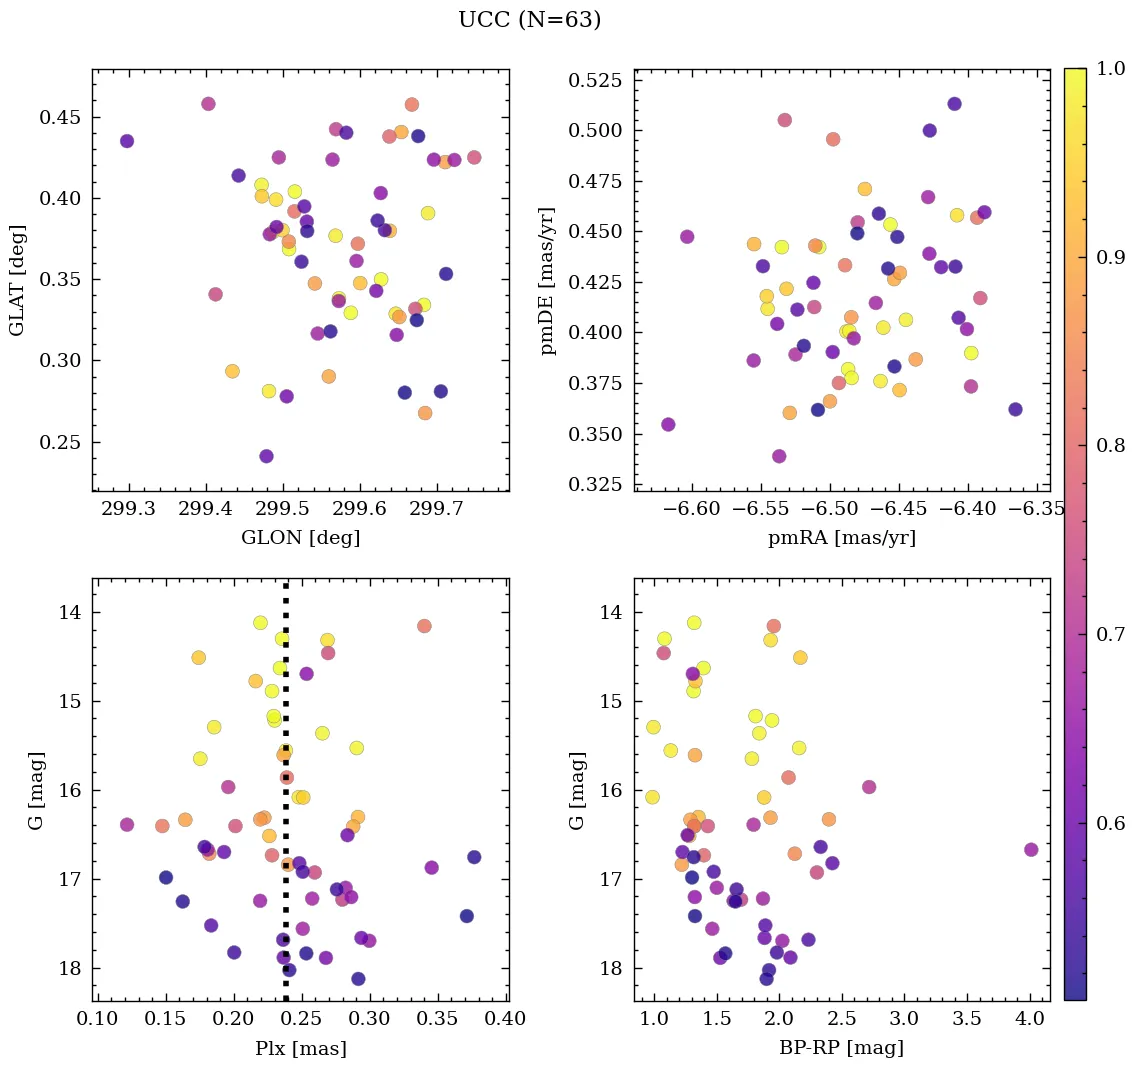 UCC (N=63)
0.45
0.40
0.35
0.30
0.25
GLAT [deg]
299.3 299.4 299.5 299.6 299.7
GLON [deg]
0.525
0.500
0.475
0.450
0.425
0.400
0.375
0.350
0.325
pmDE [mas/yr]
−6.60 −6.55 −6.50 −6.45 −6.40 −6.35
pmRA [mas/yr]
14
15
16
17
18
G [mag]
0.10 0.15 0.20 0.25 0.30 0.35 0.40
Plx [mas]
14
15
16
17
18
G [mag]
1.0 1.5 2.0 2.5 3.0 3.5 4.0
BP-RP [mag]
1.0
0.9
0.8
0.7
0.6